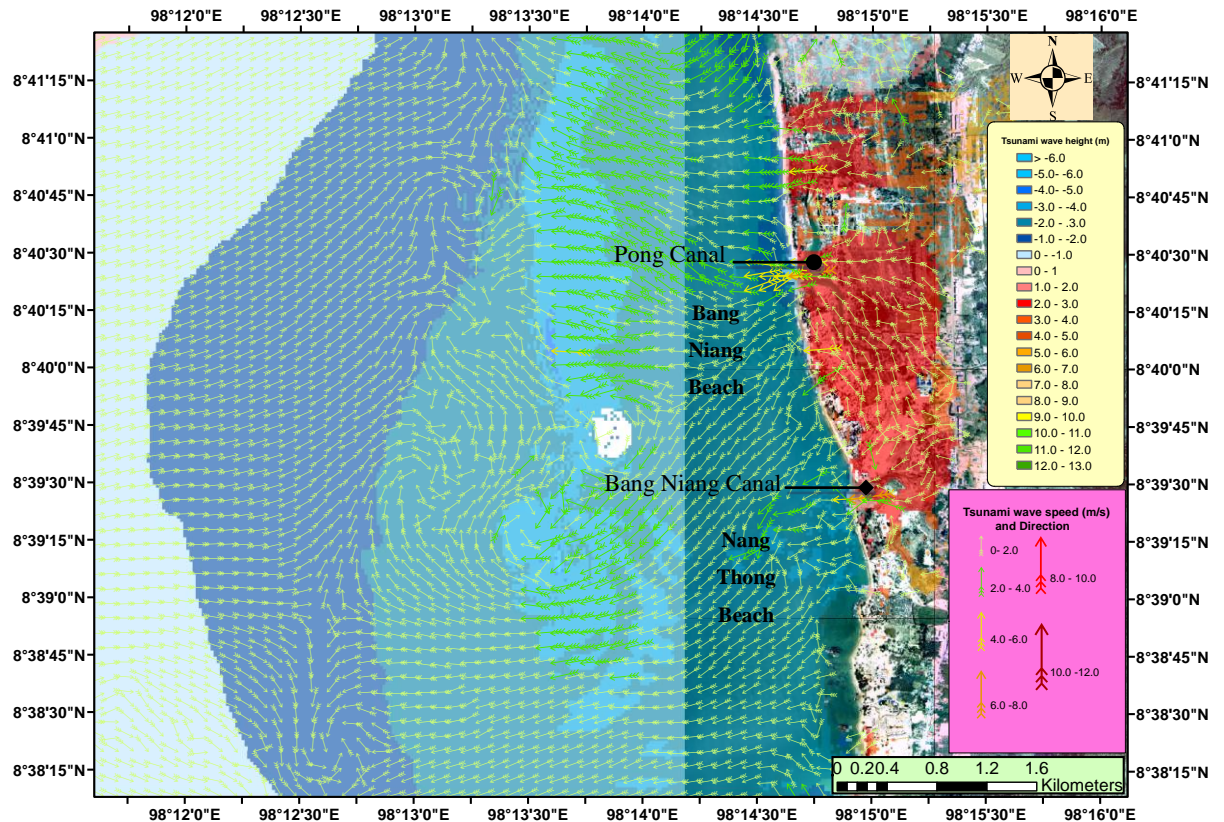 98°12'0"E 98°12'30"E 98°13'0"E 98°13'30"E 98°14'0"E 98°14'30"E 98°15'0"E 98°15'30"E 98°16'0"E
N
W E
S
8°41'15"N 8°41'15"N
8°41'0"N 8°41'0"N
8°40'45"N 8°40'45"N
8°40'30"N 8°40'30"N
8°40'15"N 8°40'15"N
8°40'0"N 8°40'0"N
8°39'45"N 8°39'45"N
8°39'30"N 8°39'30"N
8°39'15"N 8°39'15"N
8°39'0"N 8°39'0"N
8°38'45"N 8°38'45"N
8°38'30"N 8°38'30"N
8°38'15"N 8°38'15"N
Pong Canal
Bang
Niang
Beach
Bang Niang Canal
Nang
Thong
Beach
Tsunami wave height (m)
> -6.0
-5.0- -6.0
-4.0 - -5.0
-3.0 - -4.0
-2.0 - .3.0
-1.0 - -2.0
0 - -1.0
0 - 1
1.0 - 2.0
2.0 - 3.0
3.0 - 4.0
4.0 - 5.0
5.0 - 6.0
6.0 - 7.0
7.0 - 8.0
8.0 - 9.0
9.0 - 10.0
10.0 - 11.0
11.0 - 12.0
12.0 - 13.0
Tsunami wave speed (m/s)
and Direction
0- 2.0
2.0 - 4.0
4.0 -6.0
6.0 -8.0
8.0 - 10.0
10.0 -12.0
0 0.20.4 0.8 1.2 1.6
Kilometers
98°12'0"E 98°12'30"E 98°13'0"E 98°13'30"E 98°14'0"E 98°14'30"E 98°15'0"E 98°15'30"E 98°16'0"E